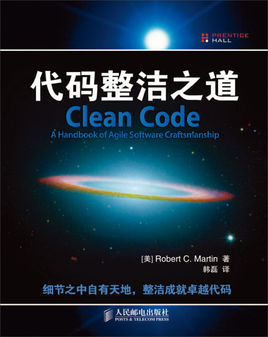 PRENTICE
HALL
代码整洁之道
Clean Code
A Handbook of Agile Software Craftsmanship
[美] Robert C. Martin 著
韩磊 译
细节之中自有天地，整洁成就卓越代码
人民邮电出版社
POSTS & TELECOM PRESS